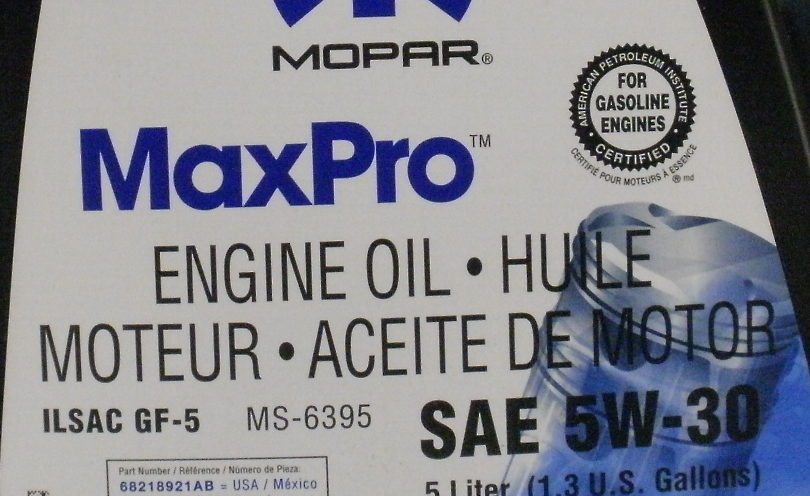 MOPAR®
MaxPro™
AMERICAN PETROLEUM INSTITUTE
FOR
GASOLINE
ENGINES
• CERTIFIED •
CERTIFIÉ POUR MOTEURS À ESSENCE
® md
ENGINE OIL • HUILE
MOTEUR • ACEITE DE MOTOR
ILSAC GF-5 MS-6395
SAE 5W-30
Part Number / Référence / Número de Pieza:
68218921AB = USA / México
5 Liter (1.3 U.S. Gallons)